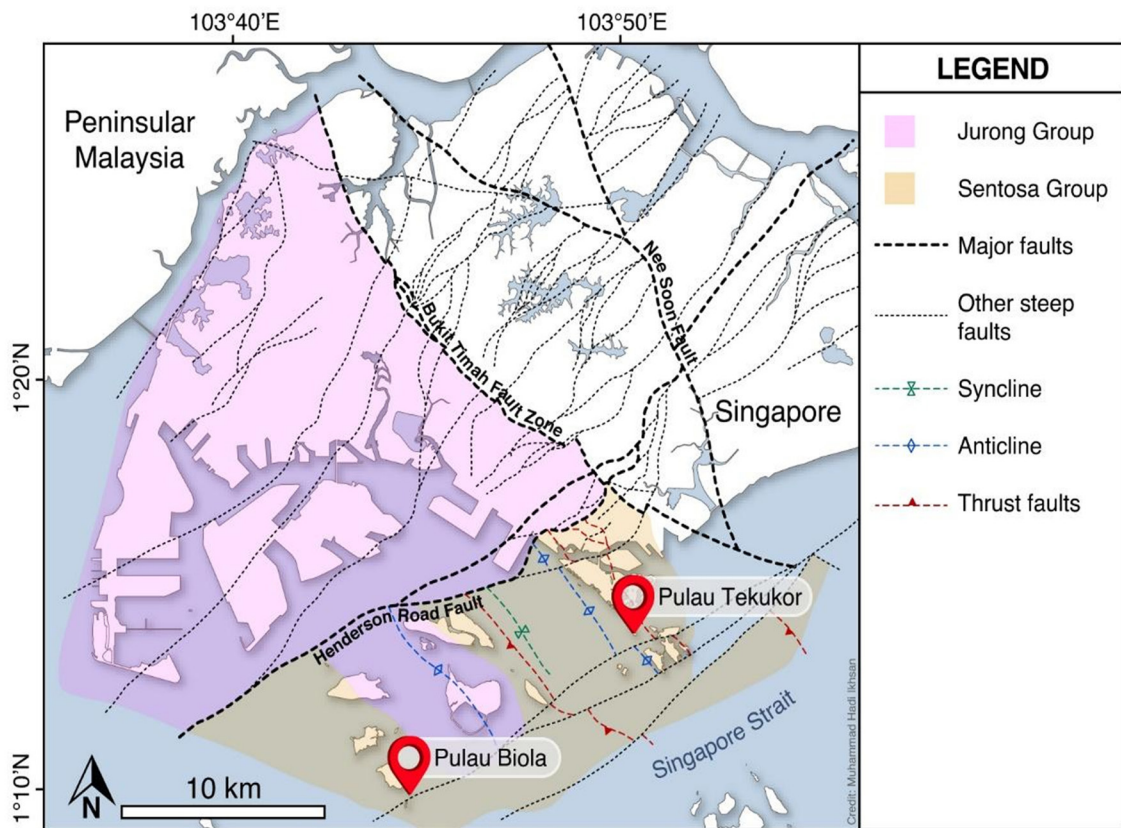 103°40’E
103°50’E
Peninsular
Malaysia
1°20’N
1°10’N
Nee Soon Fault
Bukit Timah Fault Zone
Singapore
Henderson Road Fault
Pulau Tekukor
Pulau Biola
Singapore Strait
N
10 km
Credit: Muhammad Hadi Ikhsan
LEGEND
Jurong Group
Sentosa Group
Major faults
Other steep
faults
Syncline
Anticline
Thrust faults